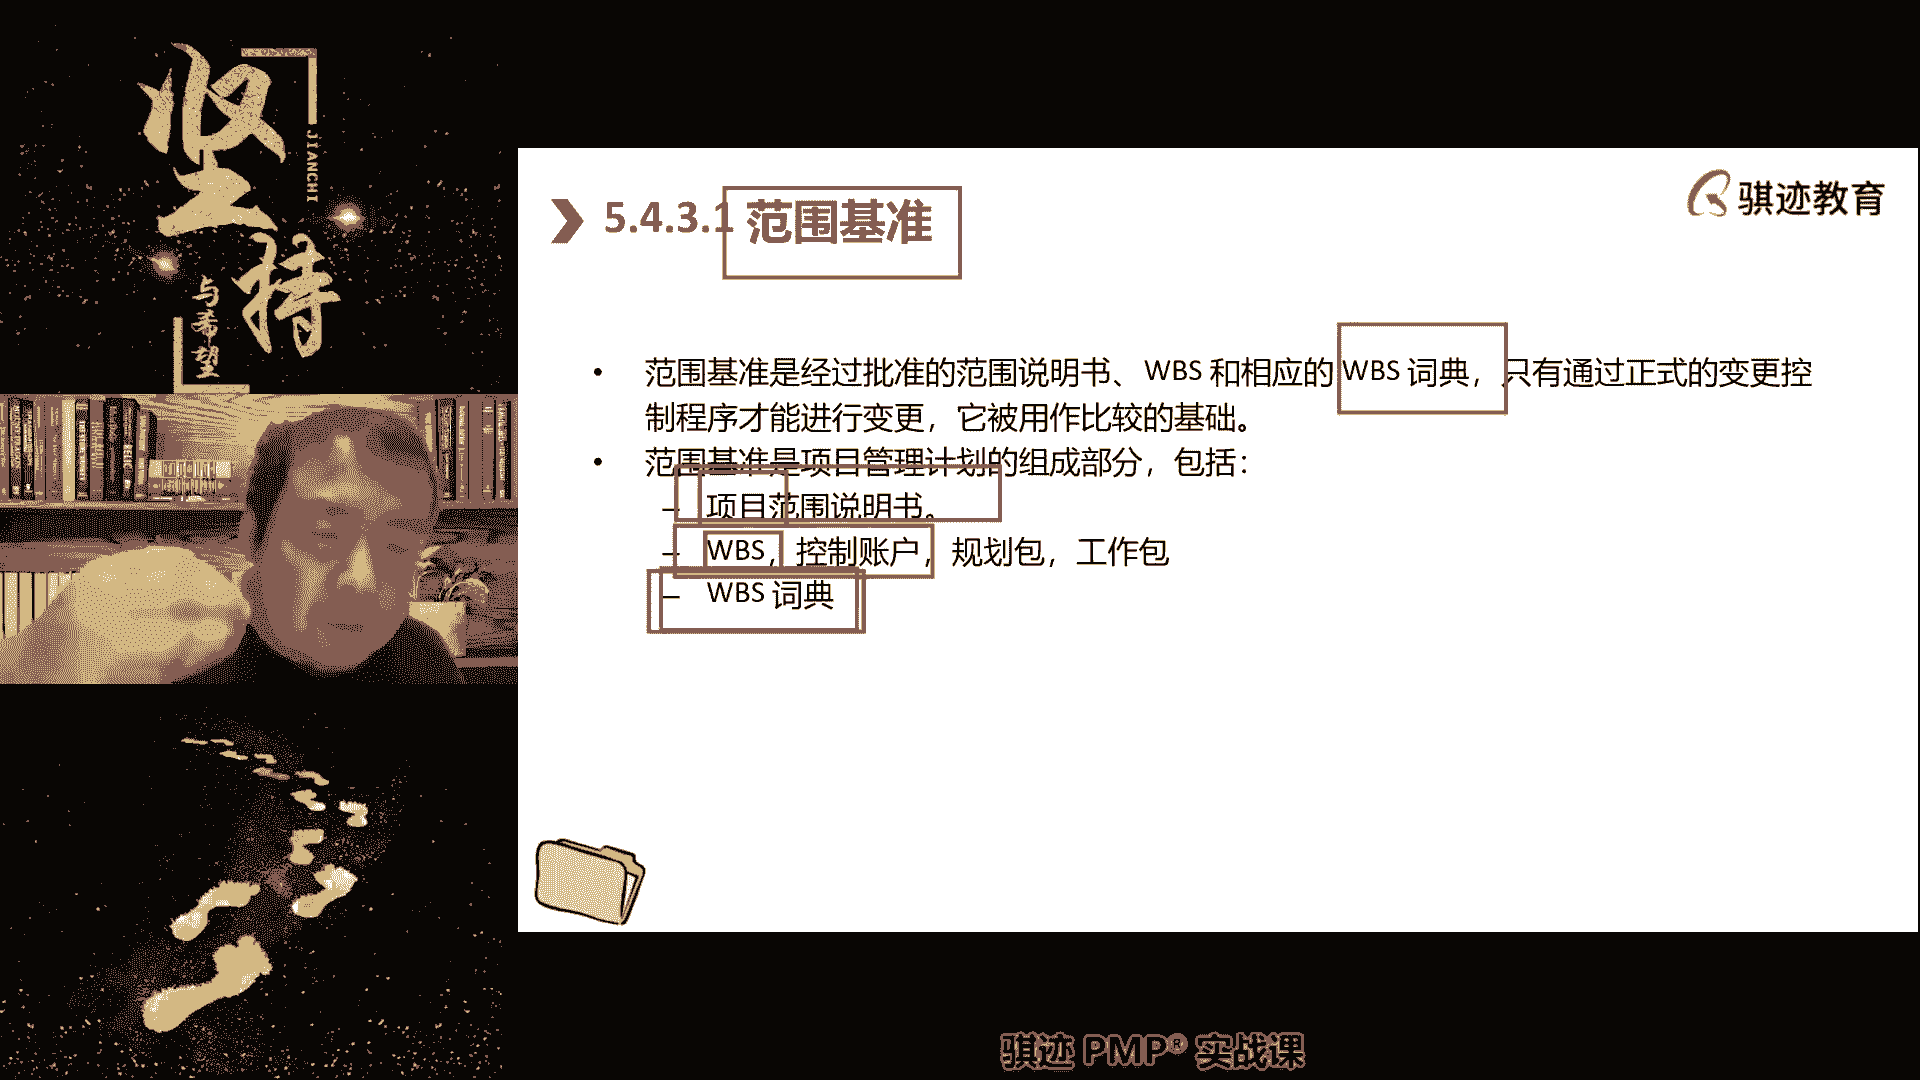 坚持
JIANCHI
与希望
骐迹教育
5.4.3.1 范围基准
• 范围基准是经过批准的范围说明书、WBS 和相应的 WBS 词典，只有通过正式的变更控
制程序才能进行变更，它被用作比较的基础。
• 范围基准是项目管理计划的组成部分，包括：
– 项目范围说明书。
– WBS，控制账户，规划包，工作包
– WBS 词典
骐迹 PMP® 实战课